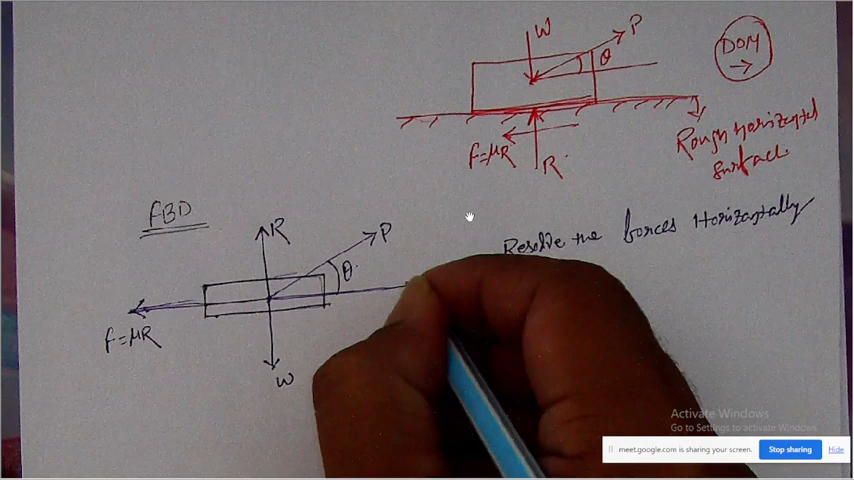 W
P
θ
DOM
F=μR
R
Rough Horizontal
Surface
FBD
R
P
θ
Resolve the forces Horizontally
F=μR
W
Activate Windows
Go to Settings to activate Windows.
meet.google.com is sharing your screen.
Stop sharing
Hide